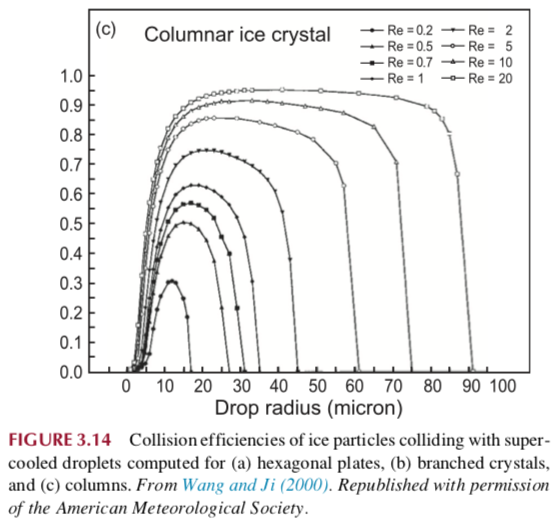 (c)
Columnar ice crystal
Re = 0.2
Re = 0.5
Re = 0.7
Re = 1
Re = 2
Re = 5
Re = 10
Re = 20
1.0
0.9
0.8
0.7
0.6
0.5
0.4
0.3
0.2
0.1
0.0
0 10 20 30 40 50 60 70 80 90 100
Drop radius (micron)
FIGURE 3.14 Collision efficiencies of ice particles colliding with super-
cooled droplets computed for (a) hexagonal plates, (b) branched crystals,
and (c) columns. From Wang and Ji (2000). Republished with permission
of the American Meteorological Society.